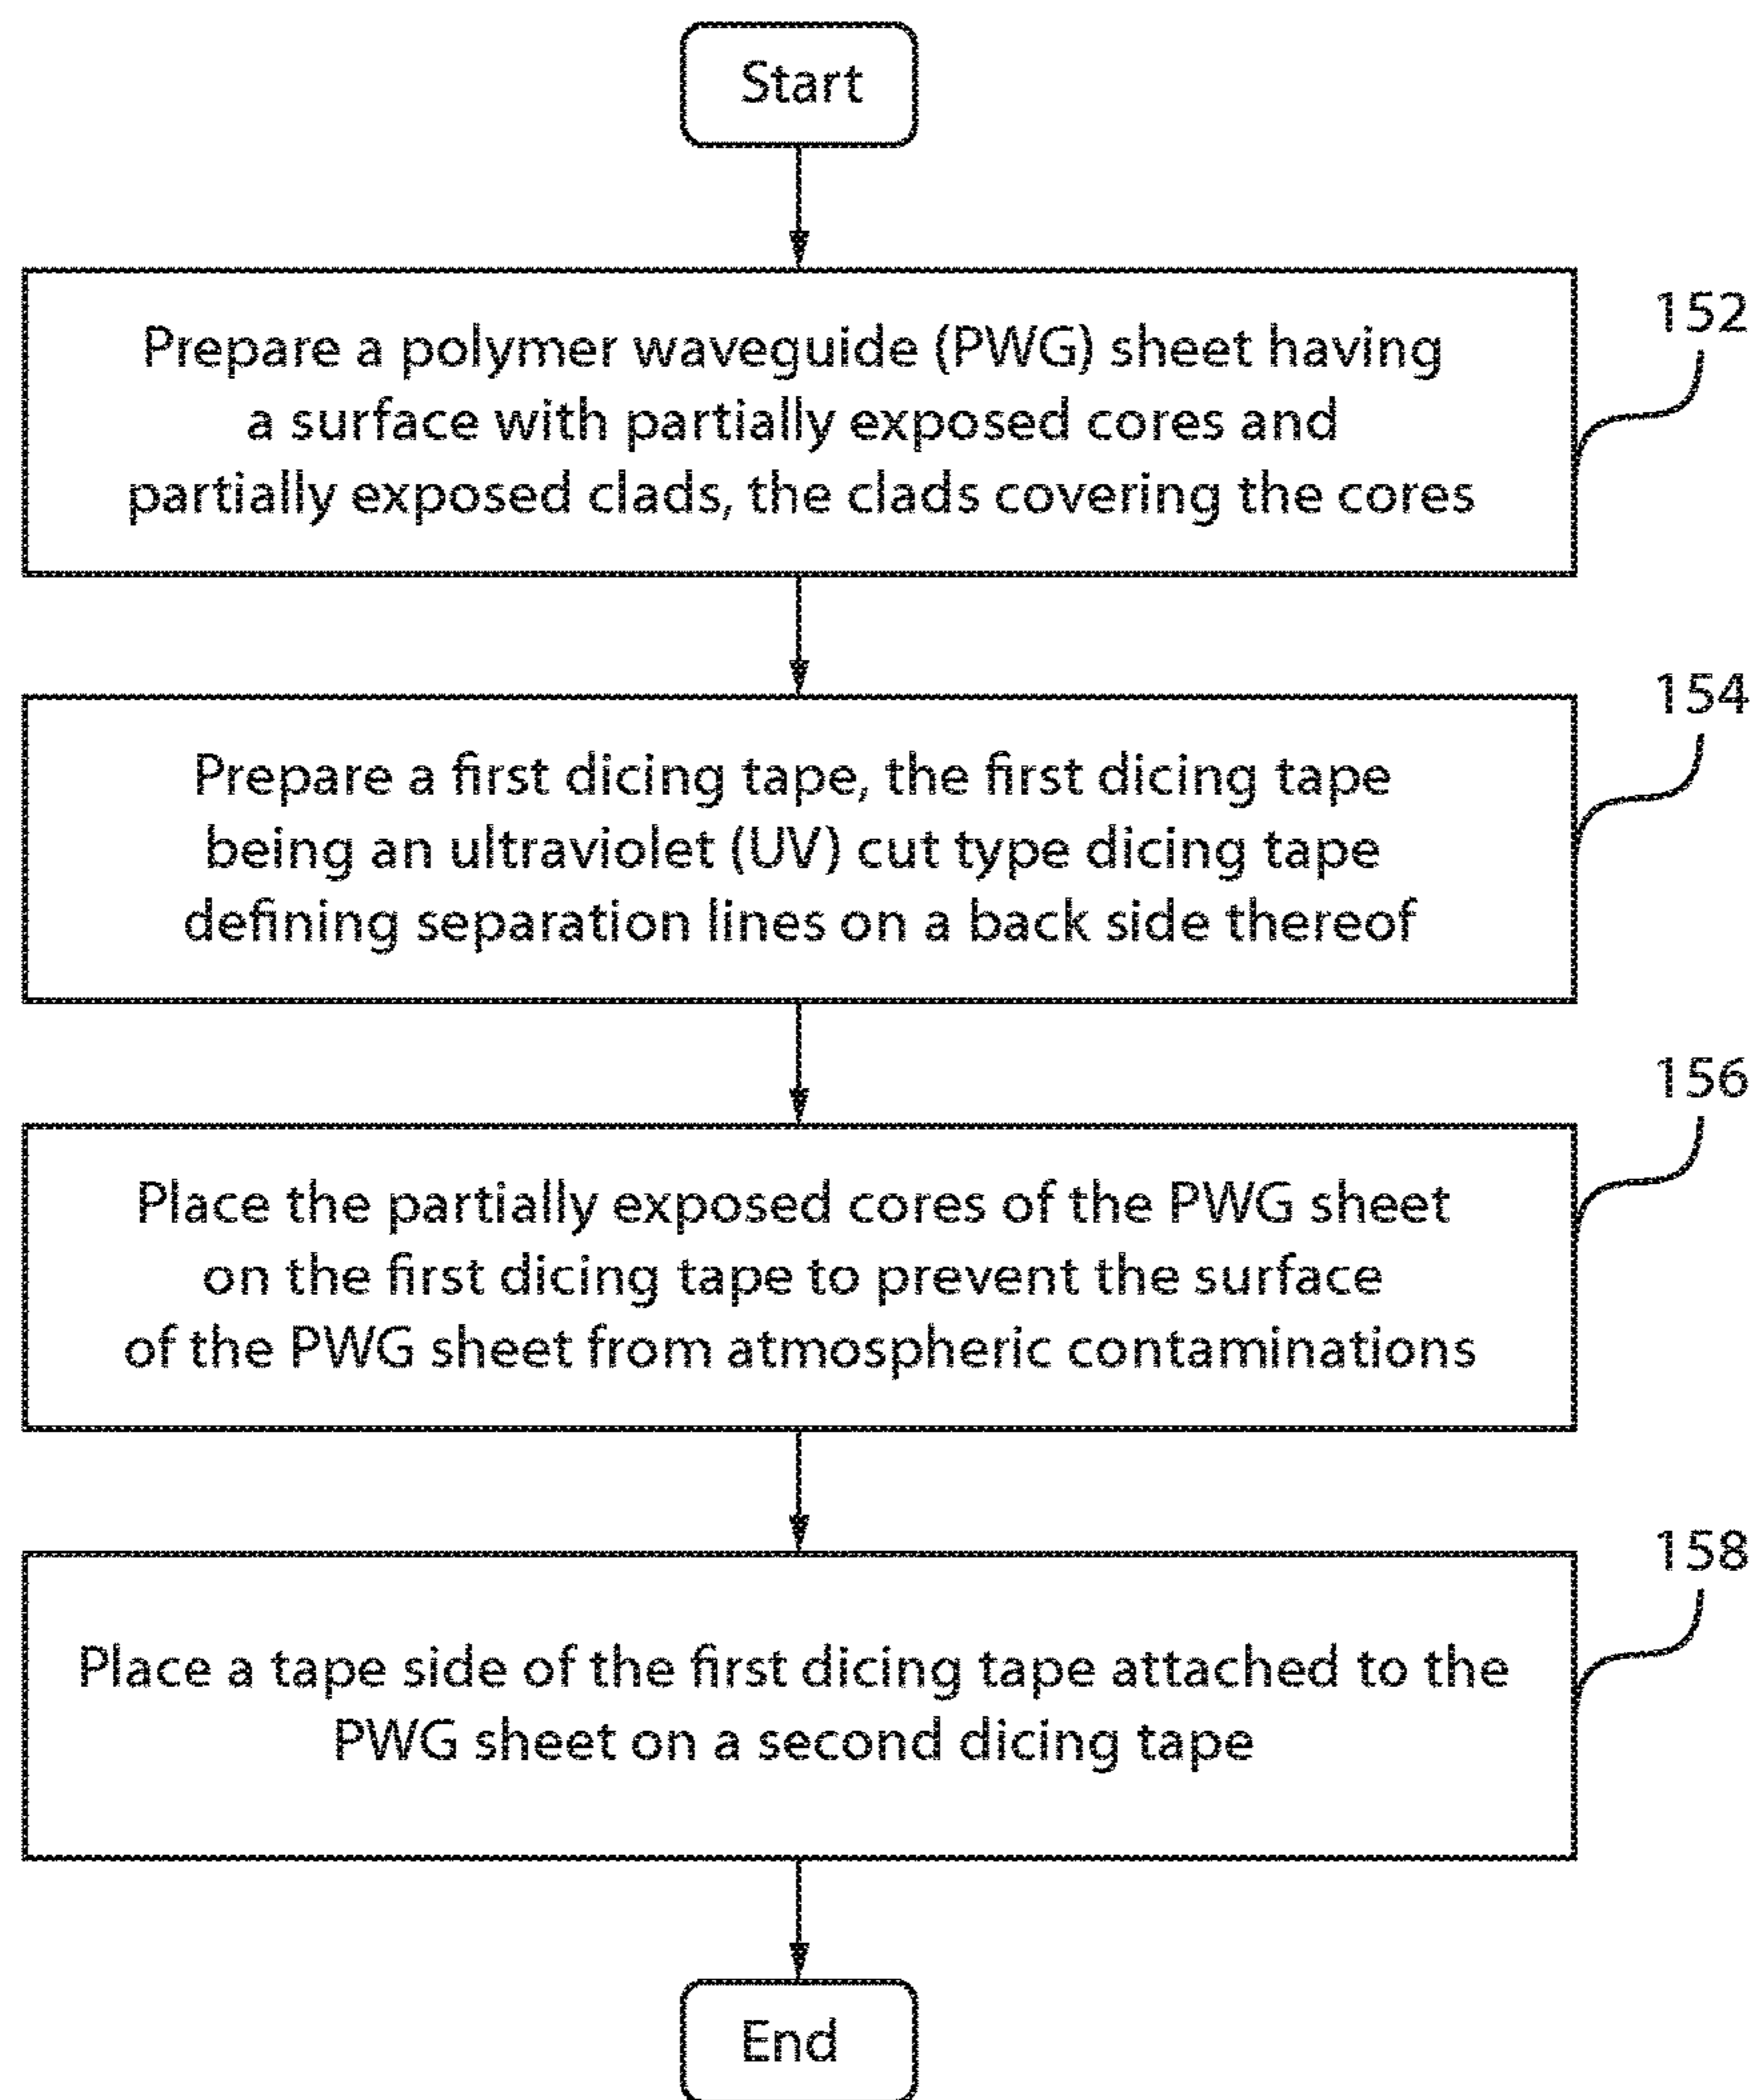 Start
Prepare a polymer waveguide (PWG) sheet having
a surface with partially exposed cores and
partially exposed clads, the clads covering the cores
152
Prepare a first dicing tape, the first dicing tape
being an ultraviolet (UV) cut type dicing tape
defining separation lines on a back side thereof
154
Place the partially exposed cores of the PWG sheet
on the first dicing tape to prevent the surface
of the PWG sheet from atmospheric contaminations
156
Place a tape side of the first dicing tape attached to the
PWG sheet on a second dicing tape
158
End